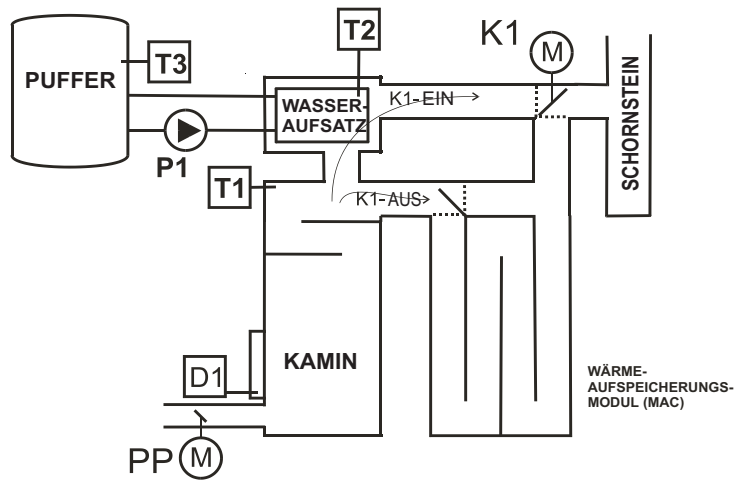 T2
K1
M
PUFFER
T3
WASSER-
AUFSATZ
K1-EIN
SCHORNSTEIN
P1
T1
K1-AUS
KAMIN
D1
WÄRME-
AUFSPEICHERUNGS-
MODUL (MAC)
PP
M